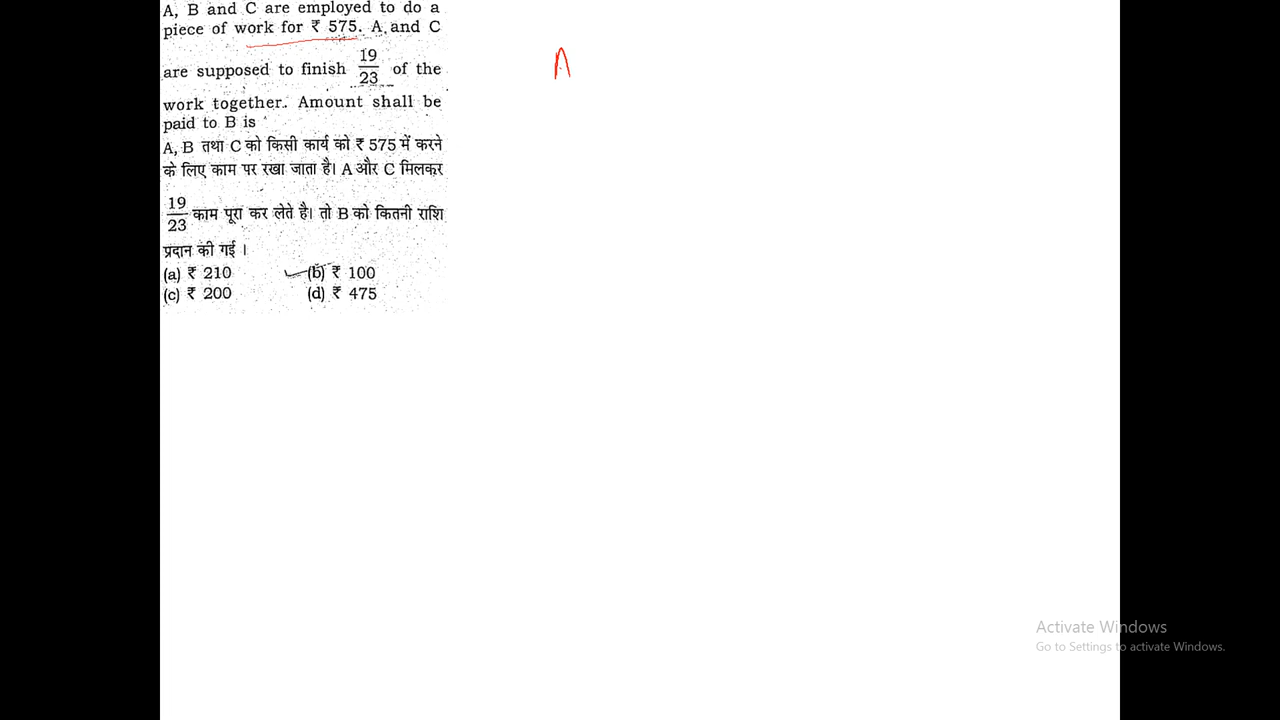 A, B and C are employed to do a
piece of work for ₹ 575. A and C
are supposed to finish 19/23 of the
work together. Amount shall be
paid to B is
A, B तथा C को किसी कार्य को ₹ 575 में करने
के लिए काम पर रखा जाता है। A और C मिलकर
19/23 काम पूरा कर लेते है। तो B को कितनी राशि
प्रदान की गई ।
(a) ₹ 210 (b) ₹ 100
(c) ₹ 200 (d) ₹ 475
A
Activate Windows
Go to Settings to activate Windows.